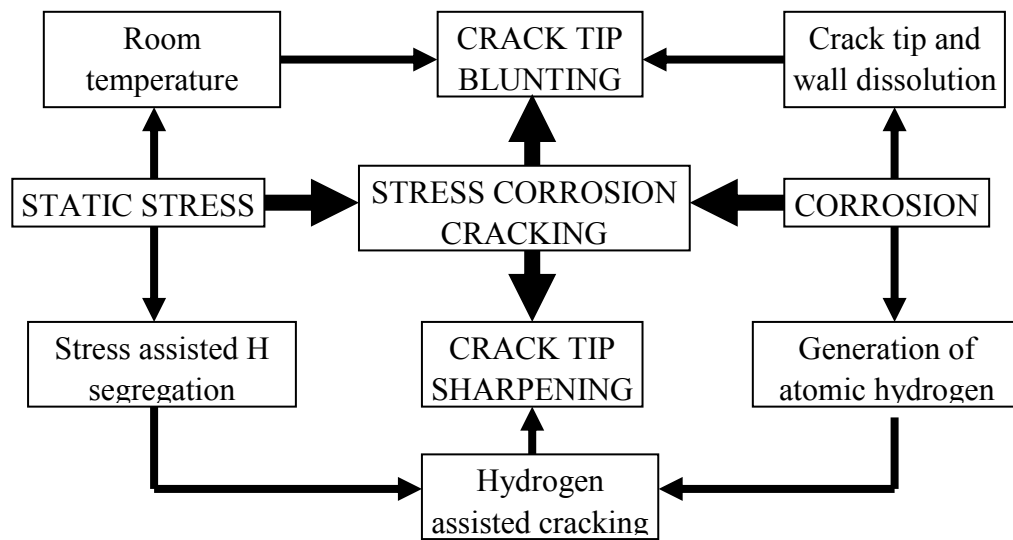 Room
temperature
CRACK TIP
BLUNTING
Crack tip and
wall dissolution
STATIC STRESS
STRESS CORROSION
CRACKING
CORROSION
Stress assisted H
segregation
CRACK TIP
SHARPENING
Generation of
atomic hydrogen
Hydrogen
assisted cracking